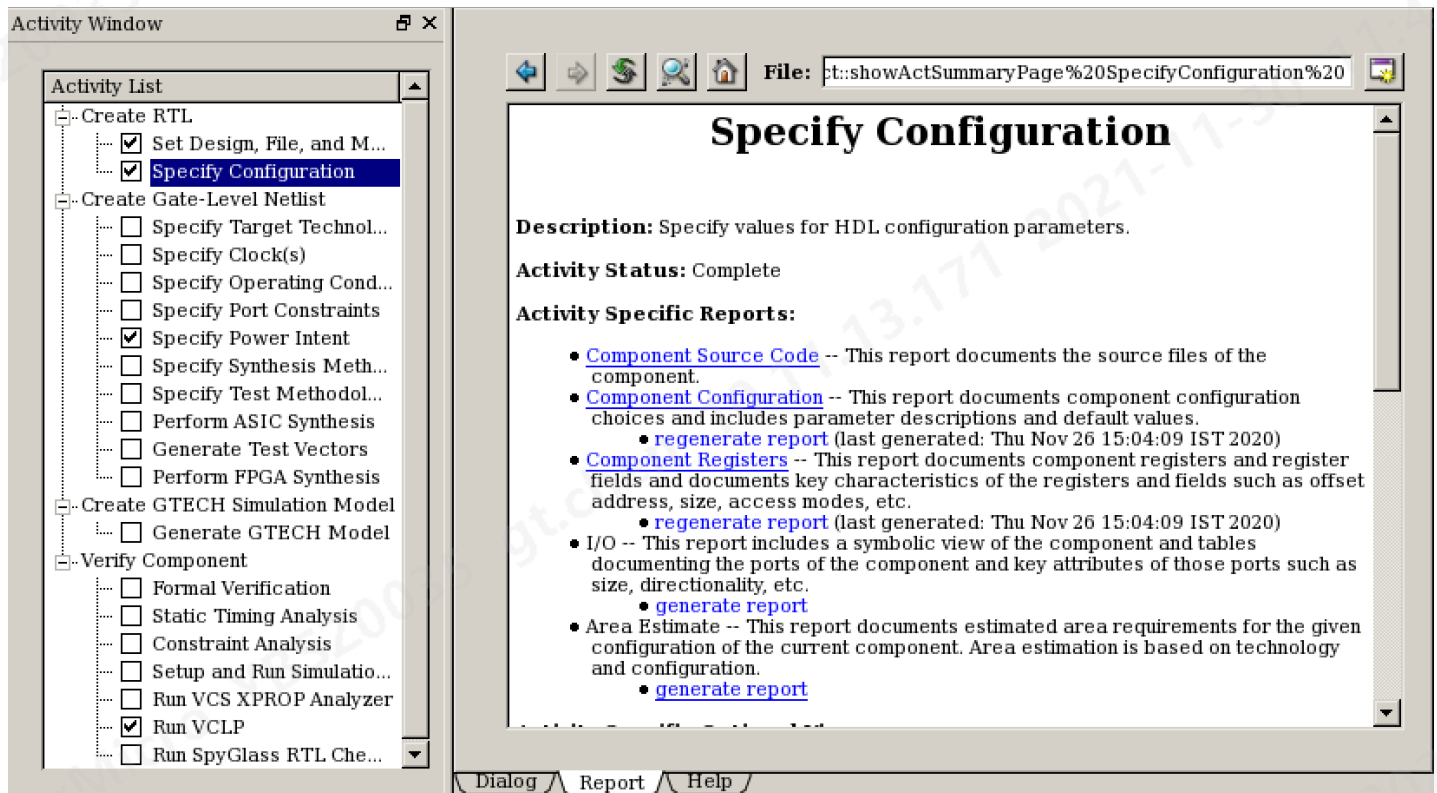 Activity Window
Activity List
Create RTL
Set Design, File, and M...
Specify Configuration
Create Gate-Level Netlist
Specify Target Technol...
Specify Clock(s)
Specify Operating Cond...
Specify Port Constraints
Specify Power Intent
Specify Synthesis Meth...
Specify Test Methodol...
Perform ASIC Synthesis
Generate Test Vectors
Perform FPGA Synthesis
Create GTECH Simulation Model
Generate GTECH Model
Verify Component
Formal Verification
Static Timing Analysis
Constraint Analysis
Setup and Run Simulatio...
Run VCS XPROP Analyzer
Run VCLP
Run SpyGlass RTL Che...
File: ct::showActSummaryPage%20SpecifyConfiguration%20
Specify Configuration
Description: Specify values for HDL configuration parameters.
Activity Status: Complete
Activity Specific Reports:
Component Source Code -- This report documents the source files of the
component.
Component Configuration -- This report documents component configuration
choices and includes parameter descriptions and default values.
regenerate report (last generated: Thu Nov 26 15:04:09 IST 2020)
Component Registers -- This report documents component registers and register
fields and documents key characteristics of the registers and fields such as offset
address, size, access modes, etc.
regenerate report (last generated: Thu Nov 26 15:04:09 IST 2020)
I/O -- This report includes a symbolic view of the component and tables
documenting the ports of the component and key attributes of those ports such as
size, directionality, etc.
generate report
Area Estimate -- This report documents estimated area requirements for the given
configuration of the current component. Area estimation is based on technology
and configuration.
generate report
Dialog
Report
Help